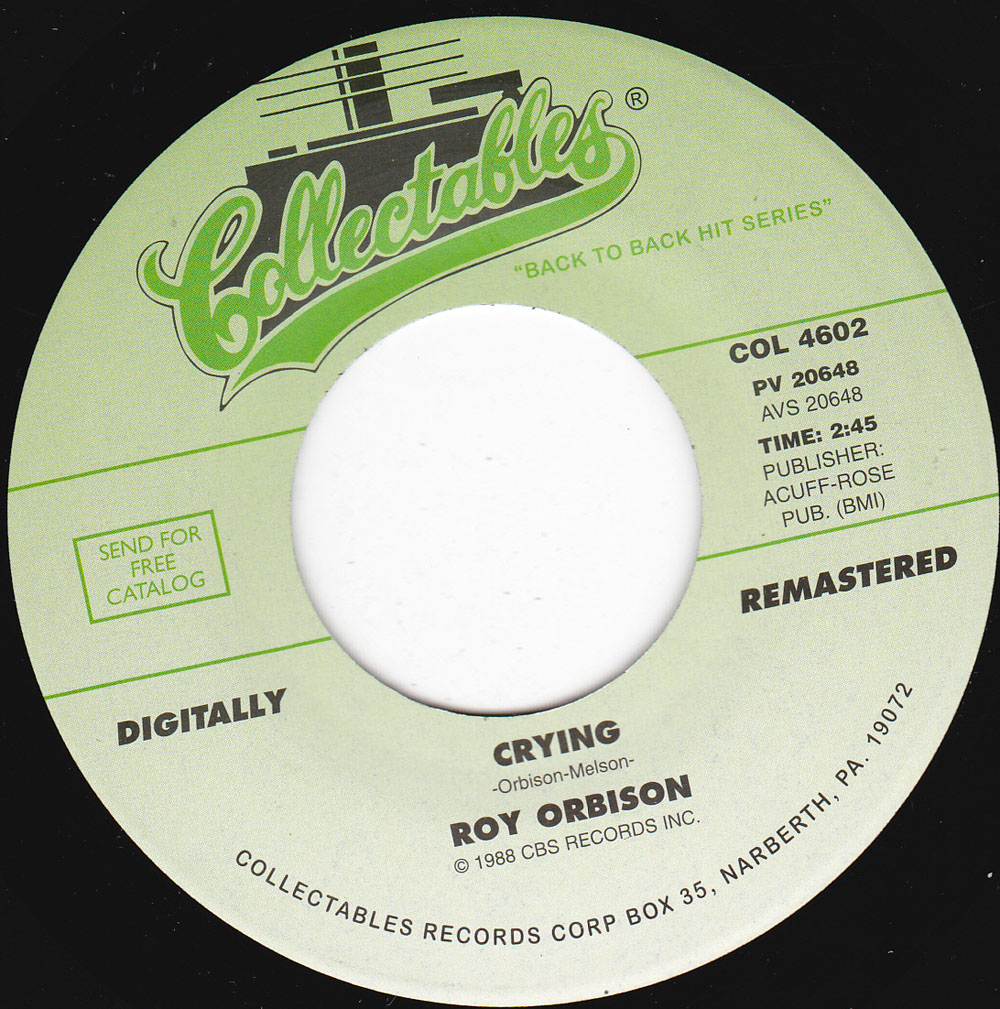 Collectables ®
"BACK TO BACK HIT SERIES"
COL 4602
PV 20648
AVS 20648
TIME: 2:45
PUBLISHER:
ACUFF-ROSE
PUB. (BMI)
SEND FOR
FREE
CATALOG
DIGITALLY
REMASTERED
CRYING
-Orbison-Melson-
ROY ORBISON
© 1988 CBS RECORDS INC.
COLLECTABLES RECORDS CORP BOX 35, NARBERTH, PA. 19072